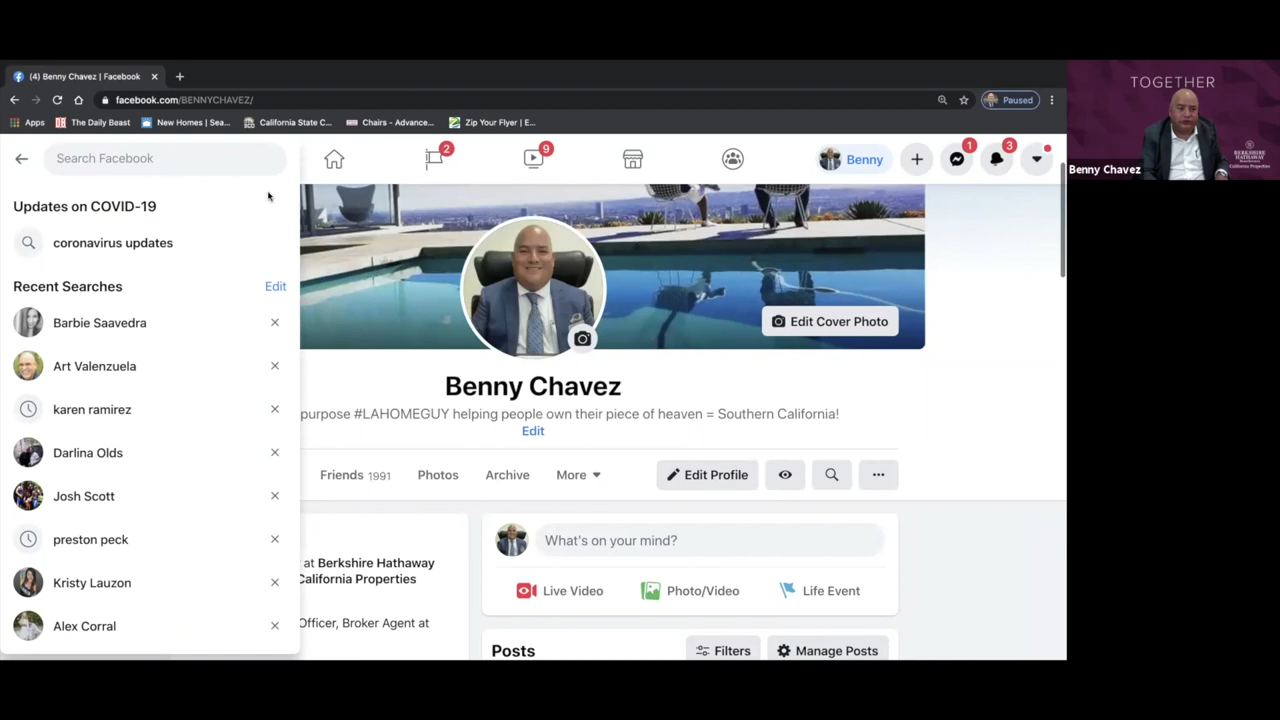 (4) Benny Chavez | Facebook
facebook.com/BENNYCHAVEZ/
Paused
Apps
The Daily Beast
New Homes | Sea...
California State C...
Chairs - Advance...
Zip Your Flyer | E...
TOGETHER
BERKSHIRE
HATHAWAY
California Properties
Benny Chavez
Search Facebook
2
9
Benny
1
3
Updates on COVID-19
coronavirus updates
Recent Searches
Edit
Barbie Saavedra
Art Valenzuela
karen ramirez
Darlina Olds
Josh Scott
preston peck
Kristy Lauzon
Alex Corral
Edit Cover Photo
Benny Chavez
purpose #LAHOMEGUY helping people own their piece of heaven = Southern California!
Edit
Friends 1991
Photos
Archive
More
Edit Profile
at Berkshire Hathaway
California Properties
Officer, Broker Agent at
What's on your mind?
Live Video
Photo/Video
Life Event
Posts
Filters
Manage Posts